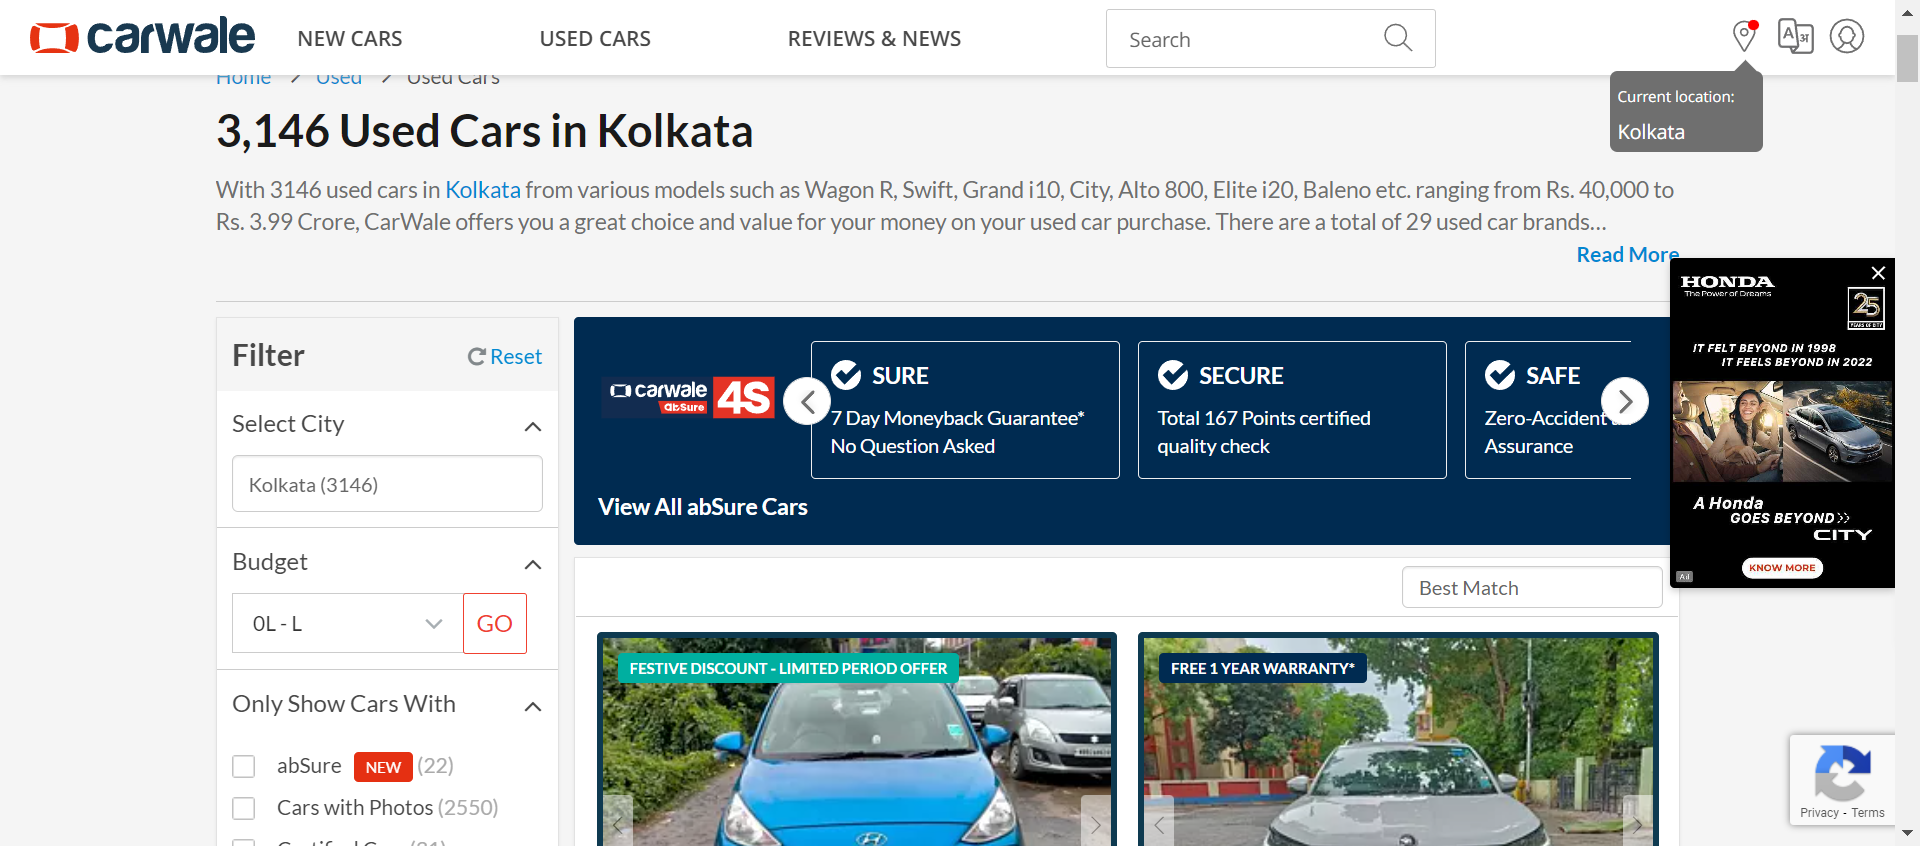 carwale NEW CARS USED CARS REVIEWS & NEWS Search
Home Used Used Cars
Current location:
Kolkata
3,146 Used Cars in Kolkata
With 3146 used cars in Kolkata from various models such as Wagon R, Swift, Grand i10, City, Alto 800, Elite i20, Baleno etc. ranging from Rs. 40,000 to
Rs. 3.99 Crore, CarWale offers you a great choice and value for your money on your used car purchase. There are a total of 29 used car brands...
Read More
Filter
Reset
Select City
Kolkata (3146)
Budget
0L - L
GO
Only Show Cars With
abSure NEW (22)
Cars with Photos (2550)
carwale
abSure
4S
SURE
7 Day Moneyback Guarantee*
No Question Asked
SECURE
Total 167 Points certified
quality check
SAFE
Zero-Accident
Assurance
View All abSure Cars
Best Match
FESTIVE DISCOUNT - LIMITED PERIOD OFFER
FREE 1 YEAR WARRANTY*
HONDA
The Power of Dreams
25
YEARS OF CITY
IT FELT BEYOND IN 1998
IT FEELS BEYOND IN 2022
A Honda
GOES BEYOND
CITY
KNOW MORE
Ad
Privacy - Terms